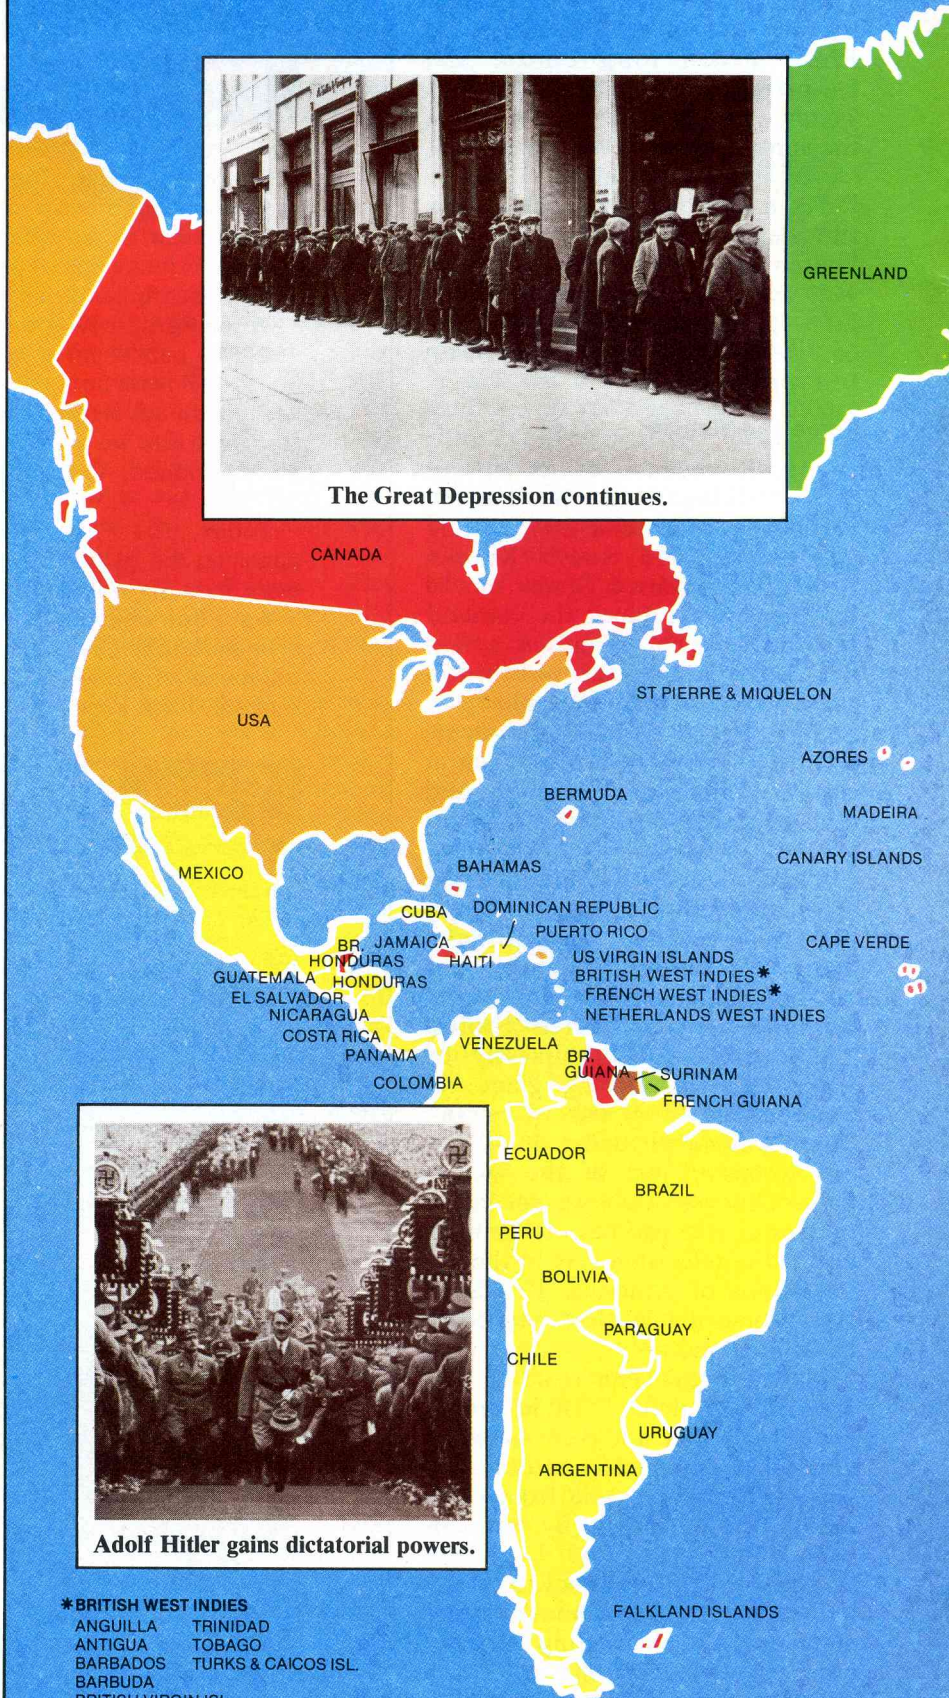 The Great Depression continues.
GREENLAND
CANADA
ST PIERRE & MIQUELON
USA
AZORES
BERMUDA
MADEIRA
CANARY ISLANDS
BAHAMAS
MEXICO
CUBA
DOMINICAN REPUBLIC
PUERTO RICO
BR.
HONDURAS
JAMAICA
HAITI
CAPE VERDE
US VIRGIN ISLANDS
BRITISH WEST INDIES*
FRENCH WEST INDIES*
NETHERLANDS WEST INDIES
GUATEMALA
HONDURAS
EL SALVADOR
NICARAGUA
COSTA RICA
PANAMA
VENEZUELA
BR.
GUIANA
COLOMBIA
SURINAM
FRENCH GUIANA
ECUADOR
BRAZIL
PERU
BOLIVIA
PARAGUAY
CHILE
URUGUAY
ARGENTINA
Adolf Hitler gains dictatorial powers.
FALKLAND ISLANDS
*BRITISH WEST INDIES
ANGUILLA TRINIDAD
ANTIGUA TOBAGO
BARBADOS TURKS & CAICOS ISL.
BARBUDA
BRITISH VIRGIN ISL.